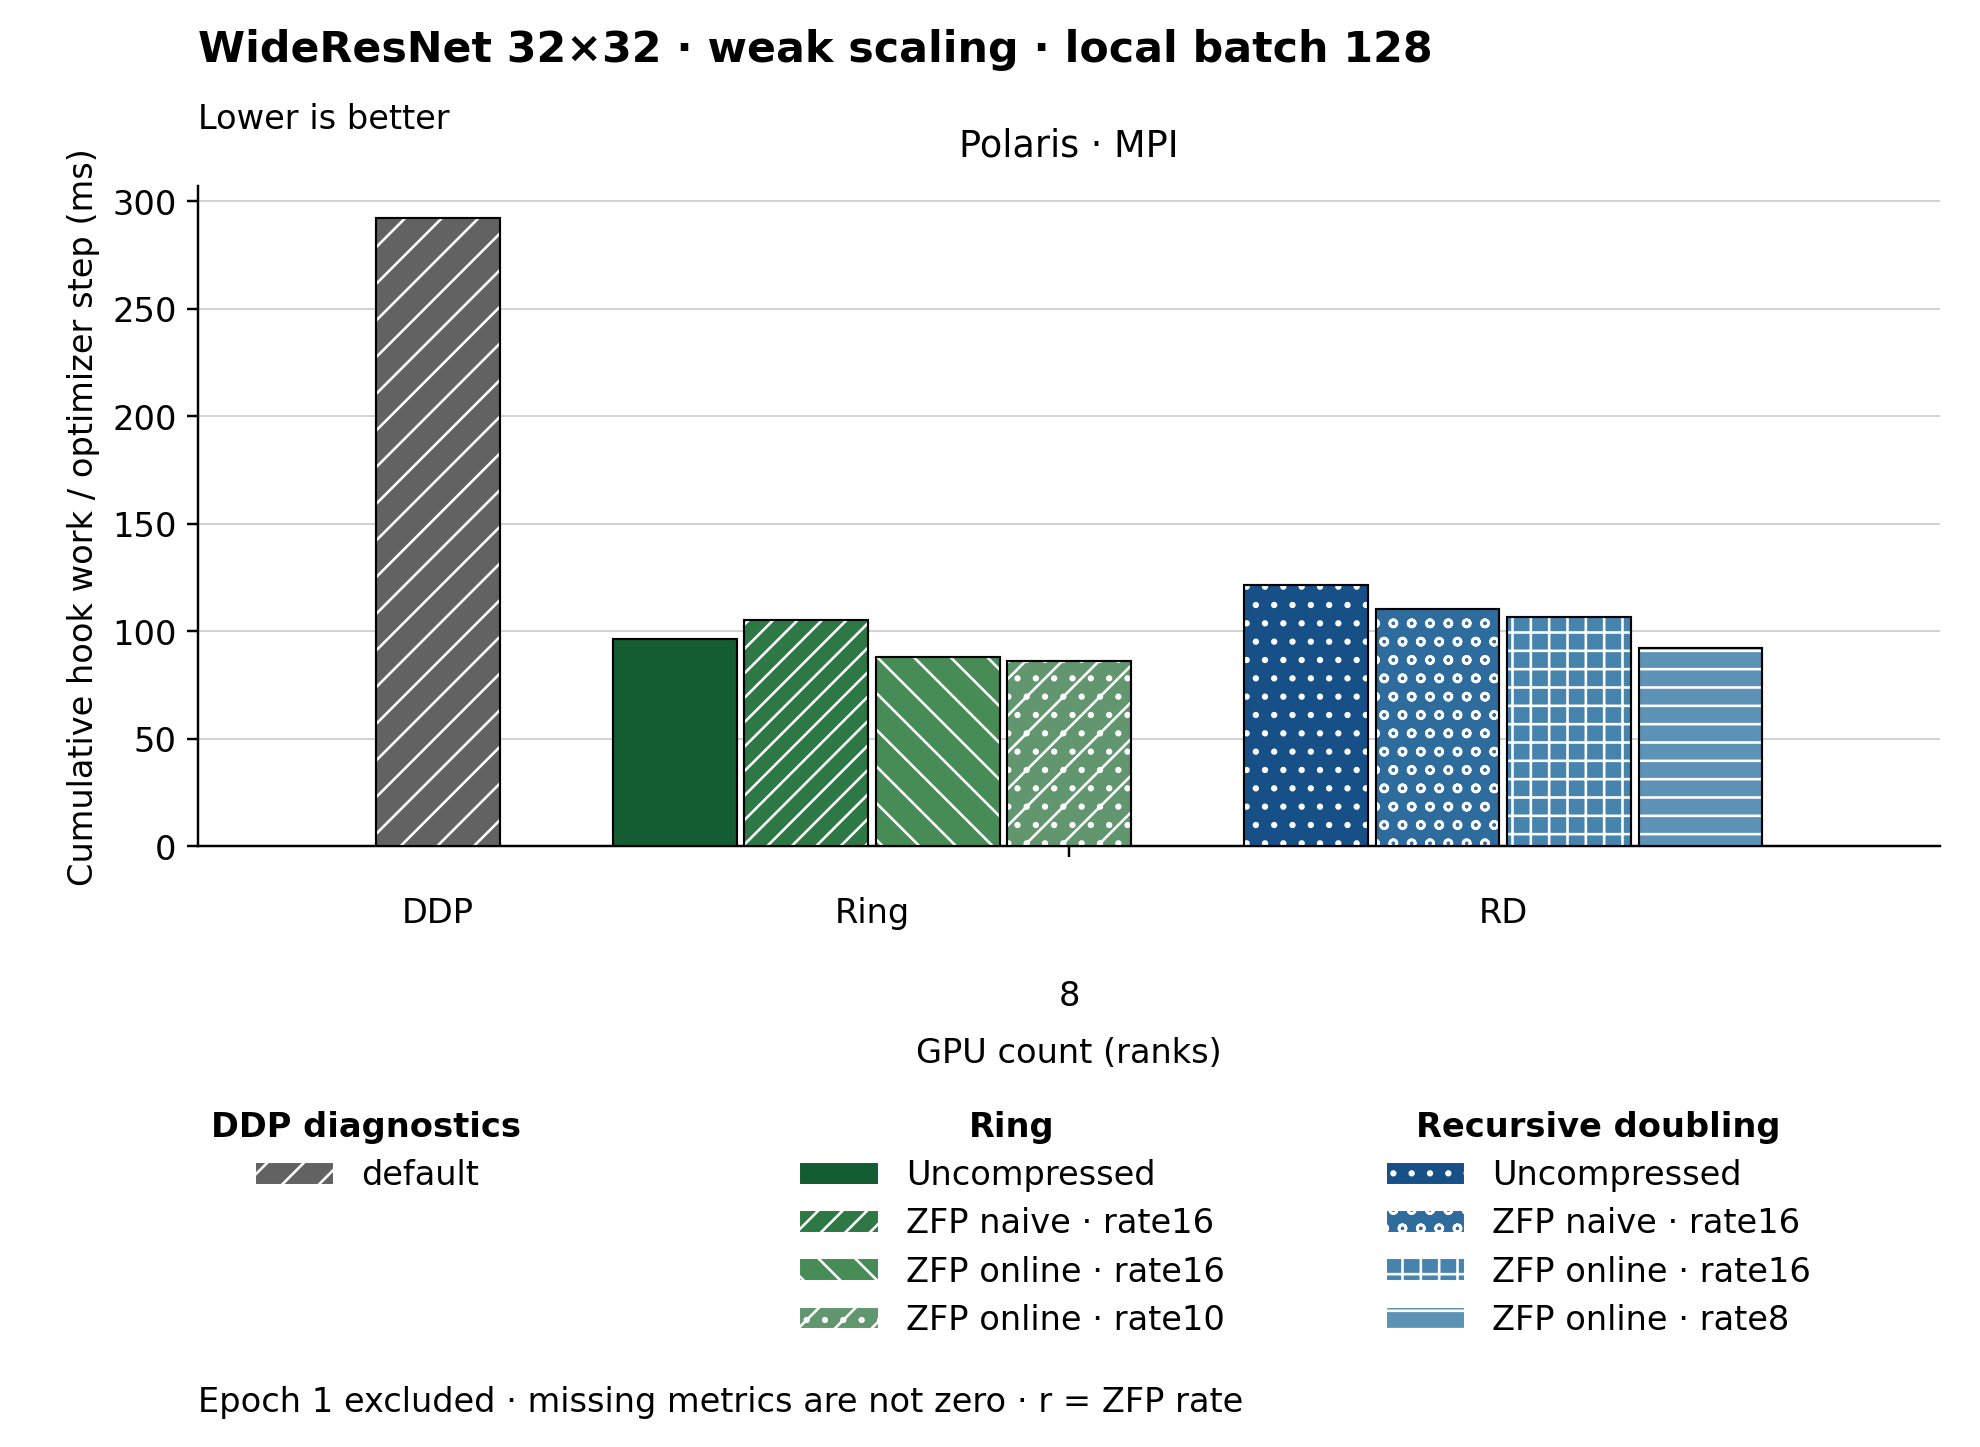 WideResNet 32×32 · weak scaling · local batch 128
Lower is better
Polaris · MPI
Cumulative hook work / optimizer step (ms)
300
250
200
150
100
50
0
DDP
Ring
RD
8
GPU count (ranks)
DDP diagnostics
default
Ring
Uncompressed
ZFP naive · rate16
ZFP online · rate16
ZFP online · rate10
Recursive doubling
Uncompressed
ZFP naive · rate16
ZFP online · rate16
ZFP online · rate8
Epoch 1 excluded · missing metrics are not zero · r = ZFP rate